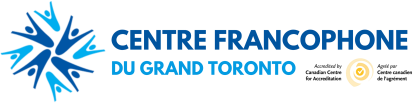 CENTRE FRANCOPHONE
DU GRAND TORONTO
Accredited by
Canadian Centre
for Accreditation
Agréé par
Centre canadien
de l'agrément